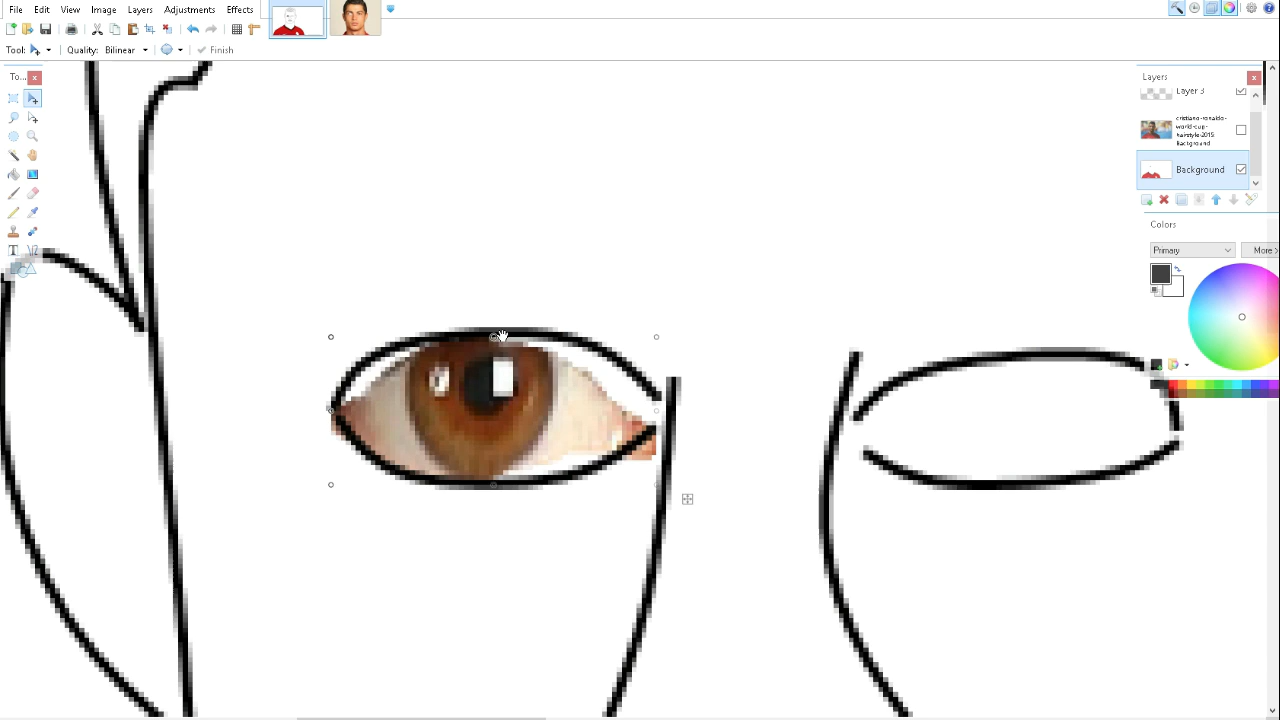 File Edit View Image Layers Adjustments Effects
Tool: Quality: Bilinear Finish
To...
T
Layers
Layer 3
cristiano-ronaldo-
world-cup-
hairstyle-2015
Background
Background
Colors
Primary More